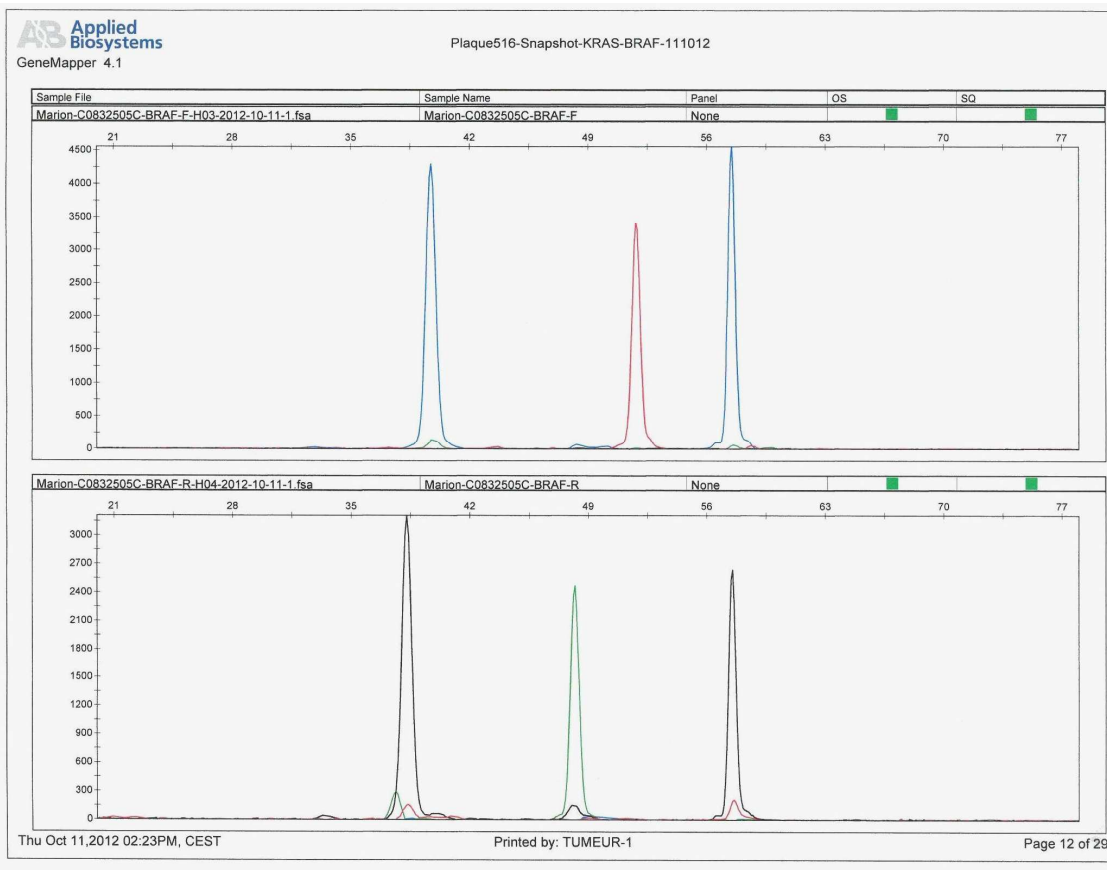 AB Applied
Biosystems
GeneMapper 4.1
Plaque516-Snapshot-KRAS-BRAF-111012
Sample File Sample Name Panel OS SQ
Marion-C0832505C-BRAF-F-H03-2012-10-11-1.fsa Marion-C0832505C-BRAF-F None
21 28 35 42 49 56 63 70 77
4500
4000
3500
3000
2500
2000
1500
1000
500
0
Marion-C0832505C-BRAF-R-H04-2012-10-11-1.fsa Marion-C0832505C-BRAF-R None
21 28 35 42 49 56 63 70 77
3000
2700
2400
2100
1800
1500
1200
900
600
300
0
Thu Oct 11,2012 02:23PM, CEST Printed by: TUMEUR-1 Page 12 of 29